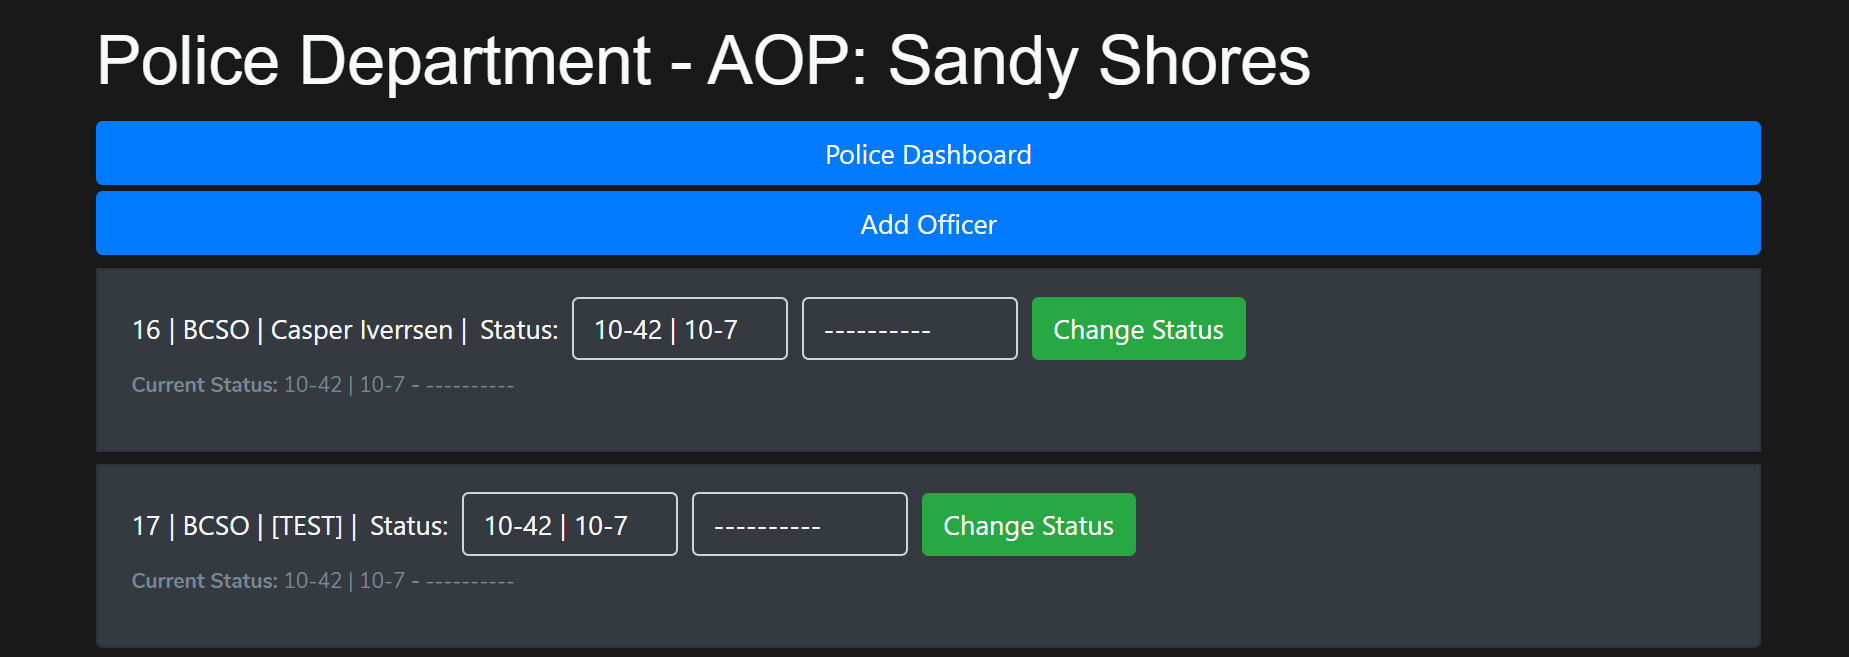 Police Department - AOP: Sandy Shores
Police Dashboard
Add Officer
16 | BCSO | Casper Iverrsen | Status: 10-42 | 10-7 ---------- Change Status
Current Status: 10-42 | 10-7 - ----------
17 | BCSO | [TEST] | Status: 10-42 | 10-7 ---------- Change Status
Current Status: 10-42 | 10-7 - ----------